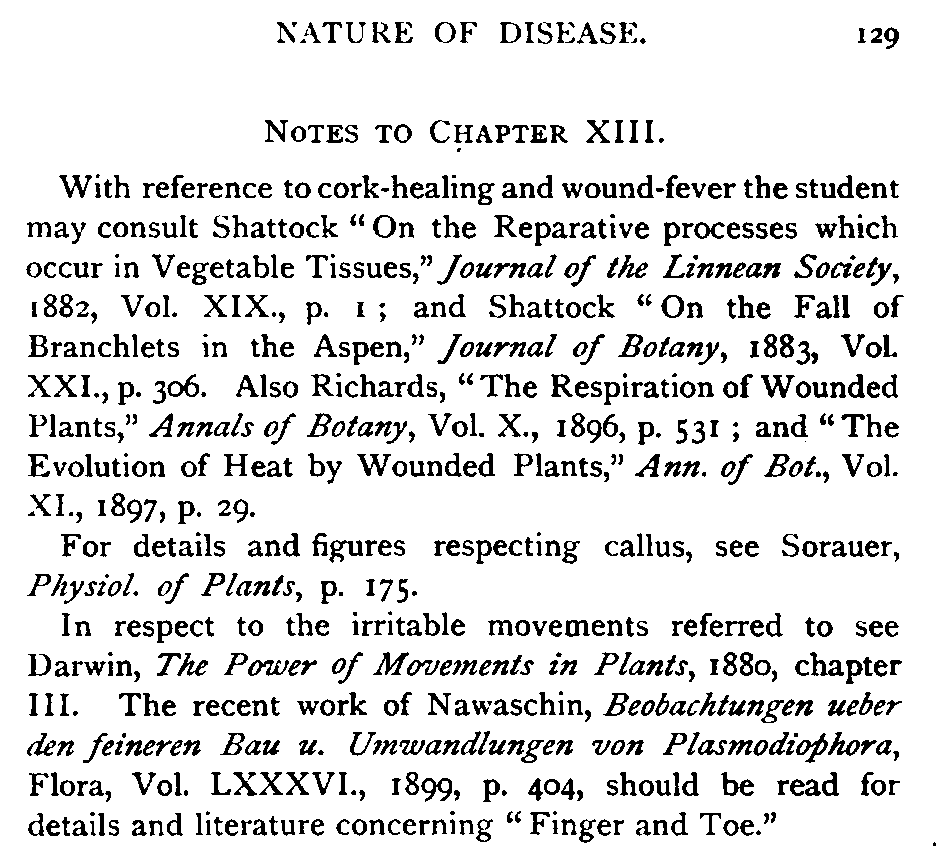 NATURE OF DISEASE. 129
NOTES TO CHAPTER XIII.
With reference to cork-healing and wound-fever the student
may consult Shattock "On the Reparative processes which
occur in Vegetable Tissues," Journal of the Linnean Society,
1882, Vol. XIX., p. 1 ; and Shattock "On the Fall of
Branchlets in the Aspen," Journal of Botany, 1883, Vol.
XXI., p. 306. Also Richards, "The Respiration of Wounded
Plants," Annals of Botany, Vol. X., 1896, p. 531 ; and "The
Evolution of Heat by Wounded Plants," Ann. of Bot., Vol.
XI., 1897, p. 29.
For details and figures respecting callus, see Sorauer,
Physiol. of Plants, p. 175.
In respect to the irritable movements referred to see
Darwin, The Power of Movements in Plants, 1880, chapter
III. The recent work of Nawaschin, Beobachtungen ueber
den feineren Bau u. Umwandlungen von Plasmodiophora,
Flora, Vol. LXXXVI., 1899, p. 404, should be read for
details and literature concerning "Finger and Toe."